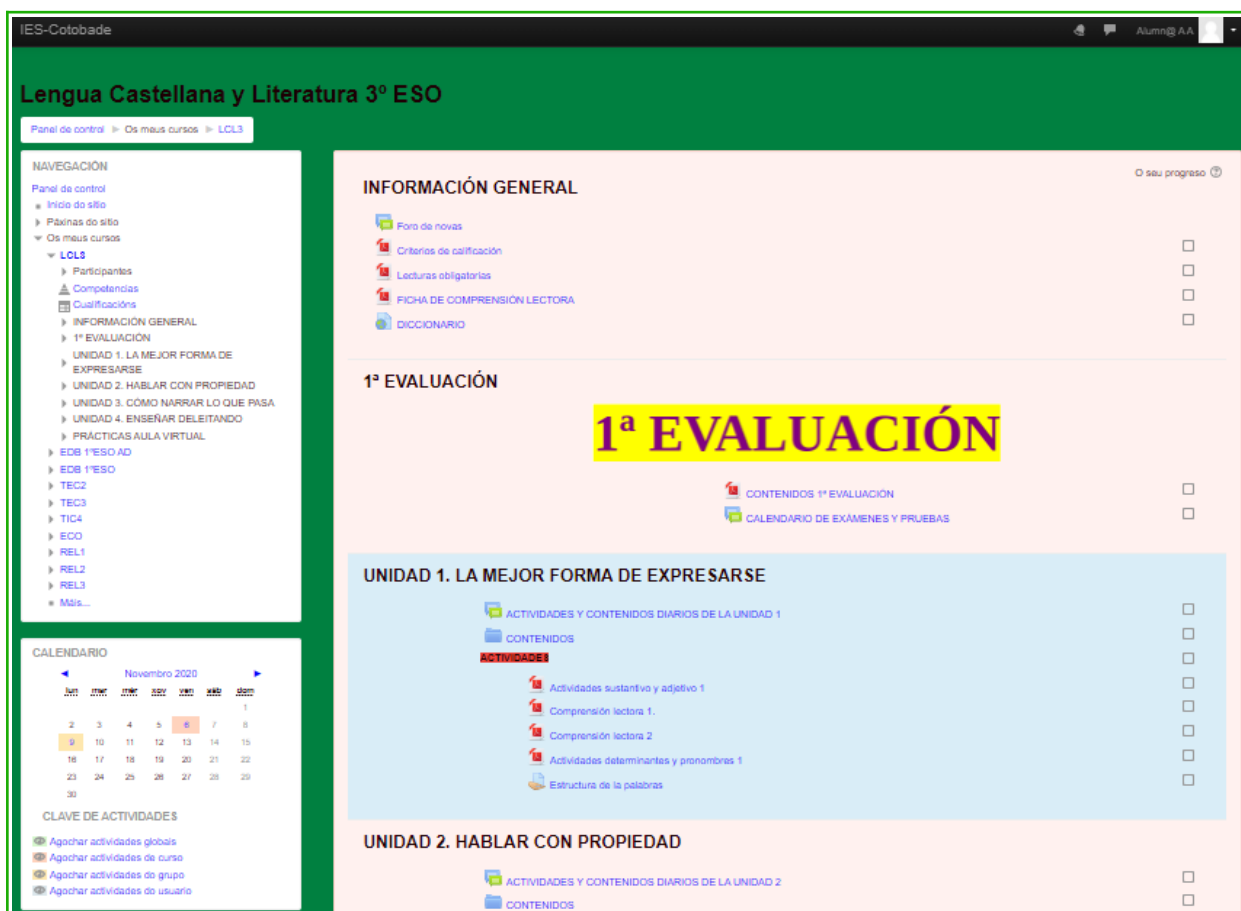 IES-Cotobade
Alumn@ A.A.
Lengua Castellana y Literatura 3º ESO
Panel de control Os meus cursos LCL3
NAVEGACIÓN
Panel de control
Inicio do sitio
Páxinas do sitio
Os meus cursos
LCL3
Participantes
Competencias
Cualificacións
INFORMACIÓN GENERAL
1ª EVALUACIÓN
UNIDAD 1. LA MEJOR FORMA DE
EXPRESARSE
UNIDAD 2. HABLAR CON PROPIEDAD
UNIDAD 3. CÓMO NARRAR LO QUE PASA
UNIDAD 4. ENSEÑAR DELEITANDO
PRÁCTICAS AULA VIRTUAL
EDB 1ºESO AD
EDB 1ºESO
TEC2
TEC3
TIC4
ECO
REL1
REL2
REL3
Máis...
CALENDARIO
Novembro 2020
lun mar mér xov ven sáb dom
1
2 3 4 5 6 7 8
9 10 11 12 13 14 15
16 17 18 19 20 21 22
23 24 25 26 27 28 29
30
CLAVE DE ACTIVIDADES
Agochar actividades globais
Agochar actividades de curso
Agochar actividades do grupo
Agochar actividades do usuario
O seu progreso
INFORMACIÓN GENERAL
Foro de novas
Criterios de calificación
Lecturas obligatorias
FICHA DE COMPRENSIÓN LECTORA
DICCIONARIO
1ª EVALUACIÓN
1ª EVALUACIÓN
CONTENIDOS 1ª EVALUACIÓN
CALENDARIO DE EXÁMENES Y PRUEBAS
UNIDAD 1. LA MEJOR FORMA DE EXPRESARSE
ACTIVIDADES Y CONTENIDOS DIARIOS DE LA UNIDAD 1
CONTENIDOS
ACTIVIDADES
Actividades sustantivo y adjetivo 1
Comprensión lectora 1.
Comprensión lectora 2
Actividades determinantes y pronombres 1
Estructura de la palabras
UNIDAD 2. HABLAR CON PROPIEDAD
ACTIVIDADES Y CONTENIDOS DIARIOS DE LA UNIDAD 2
CONTENIDOS